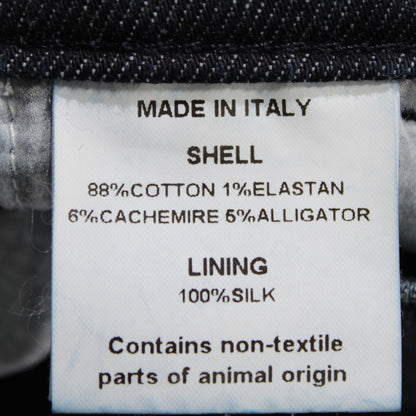 MADE IN ITALY
SHELL
88%COTTON 1%ELASTAN
6%CACHEMIRE 5%ALLIGATOR
LINING
100%SILK
Contains non-textile
parts of animal origin